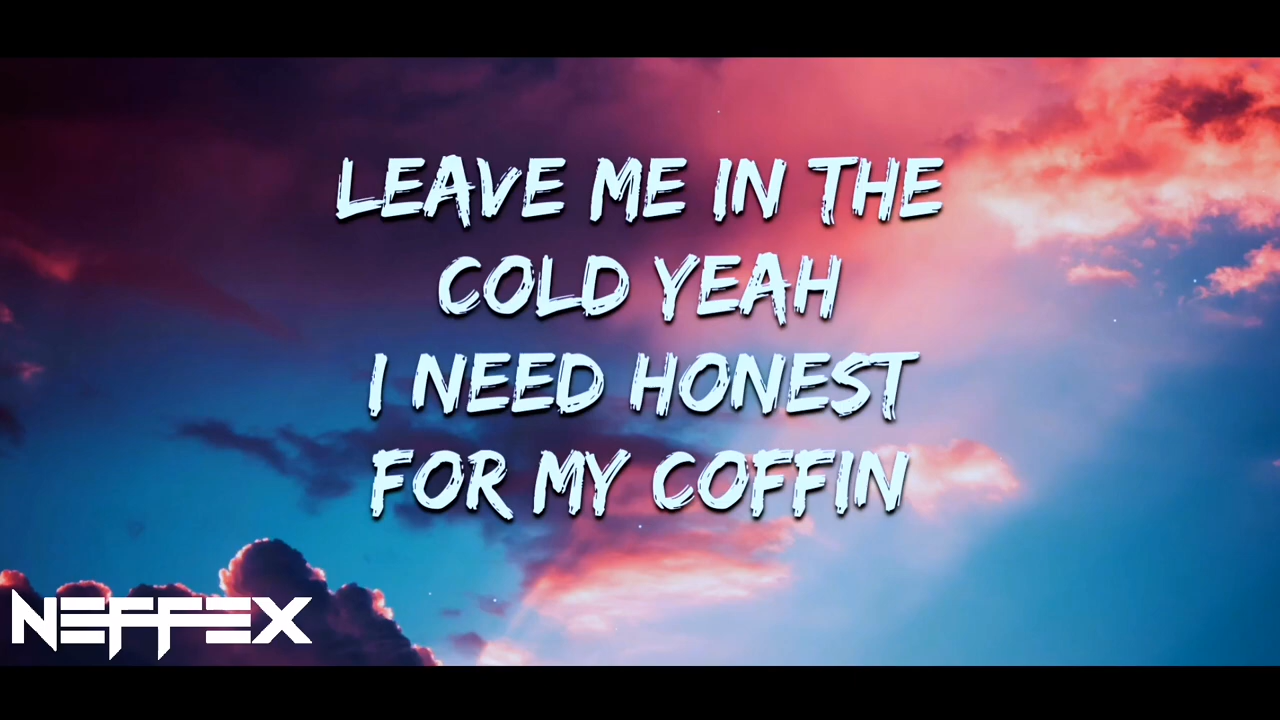 LEAVE ME IN THE
COLD YEAH
I NEED HONEST
FOR MY COFFIN
NEFFEX